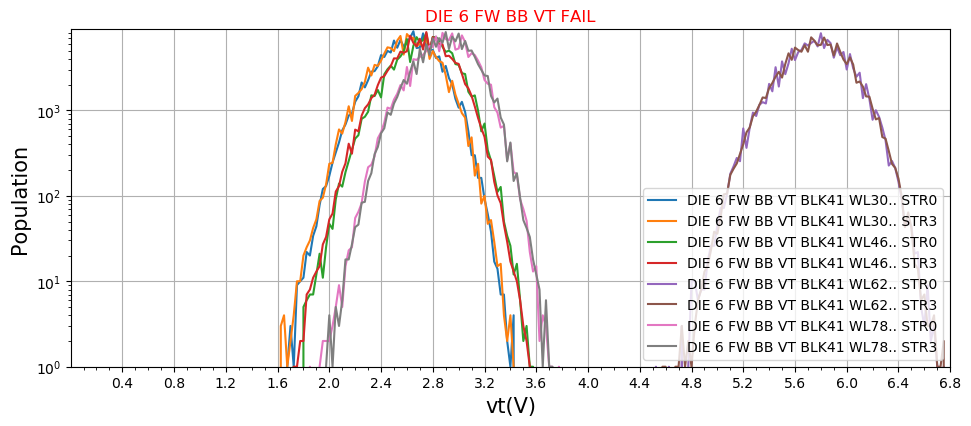 DIE 6 FW BB VT FAIL
Population
10³
10²
10¹
10⁰
DIE 6 FW BB VT BLK41 WL30.. STR0
DIE 6 FW BB VT BLK41 WL30.. STR3
DIE 6 FW BB VT BLK41 WL46.. STR0
DIE 6 FW BB VT BLK41 WL46.. STR3
DIE 6 FW BB VT BLK41 WL62.. STR0
DIE 6 FW BB VT BLK41 WL62.. STR3
DIE 6 FW BB VT BLK41 WL78.. STR0
DIE 6 FW BB VT BLK41 WL78.. STR3
0.4 0.8 1.2 1.6 2.0 2.4 2.8 3.2 3.6 4.0 4.4 4.8 5.2 5.6 6.0 6.4 6.8
vt(V)